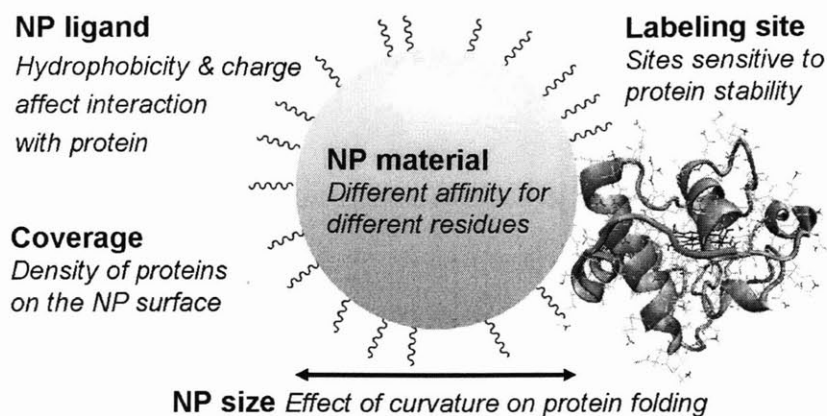 NP ligand
Hydrophobicity & charge
affect interaction
with protein
Labeling site
Sites sensitive to
protein stability
NP material
Different affinity for
different residues
Coverage
Density of proteins
on the NP surface
NP size Effect of curvature on protein folding